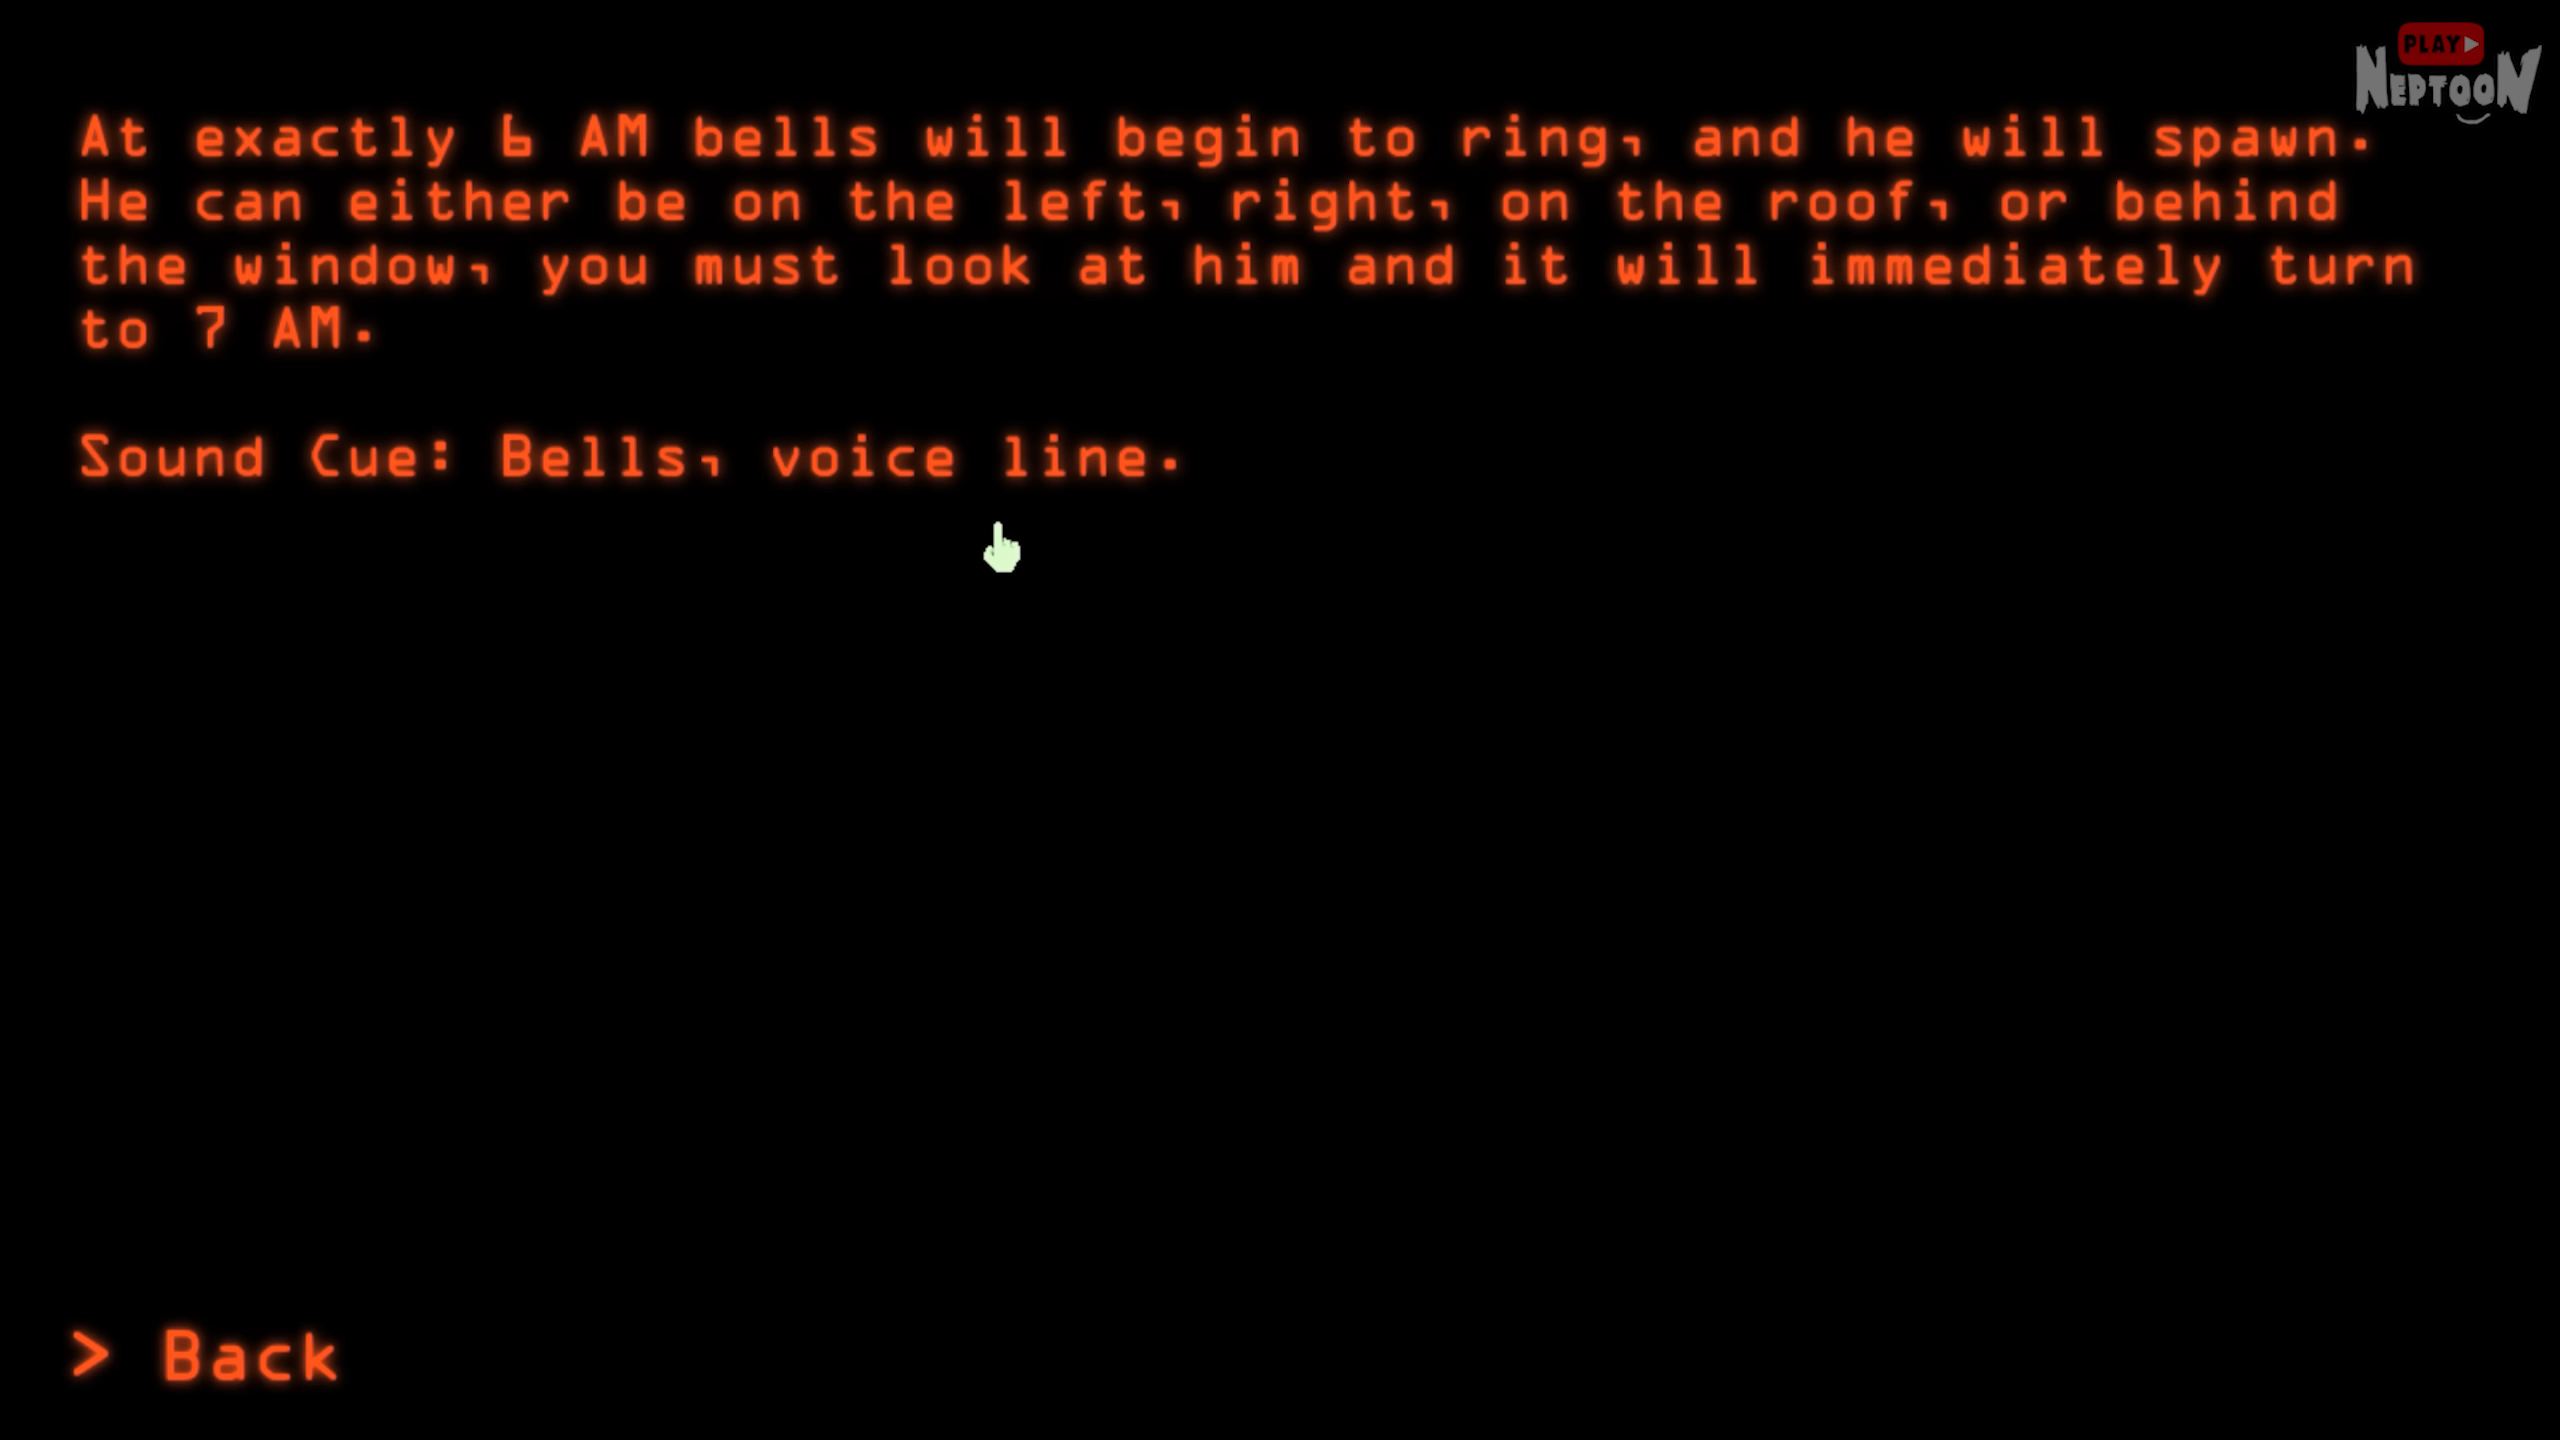 PLAY
NEPTOON
At exactly 6 AM bells will begin to ring, and he will spawn.
He can either be on the left, right, on the roof, or behind
the window, you must look at him and it will immediately turn
to 7 AM.
Sound Cue: Bells, voice line.
> Back